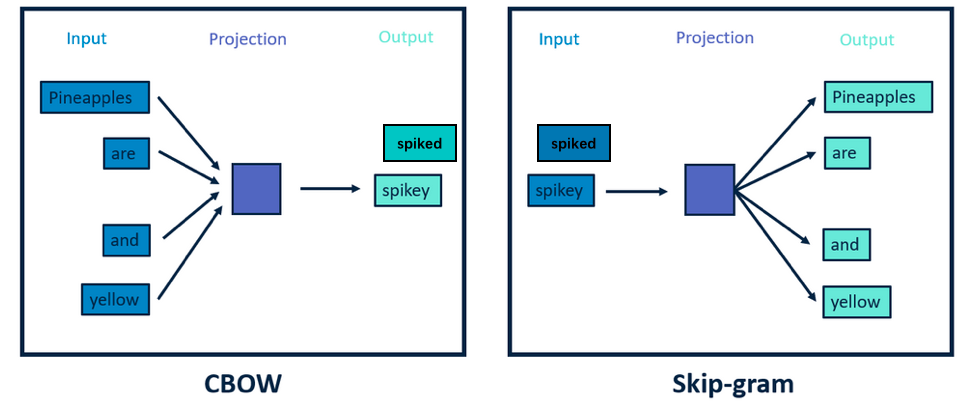 Input
Projection
Output
Pineapples
are
spiked
spikey
and
yellow
CBOW
Input
Projection
Output
Pineapples
spiked
are
spikey
and
yellow
Skip-gram